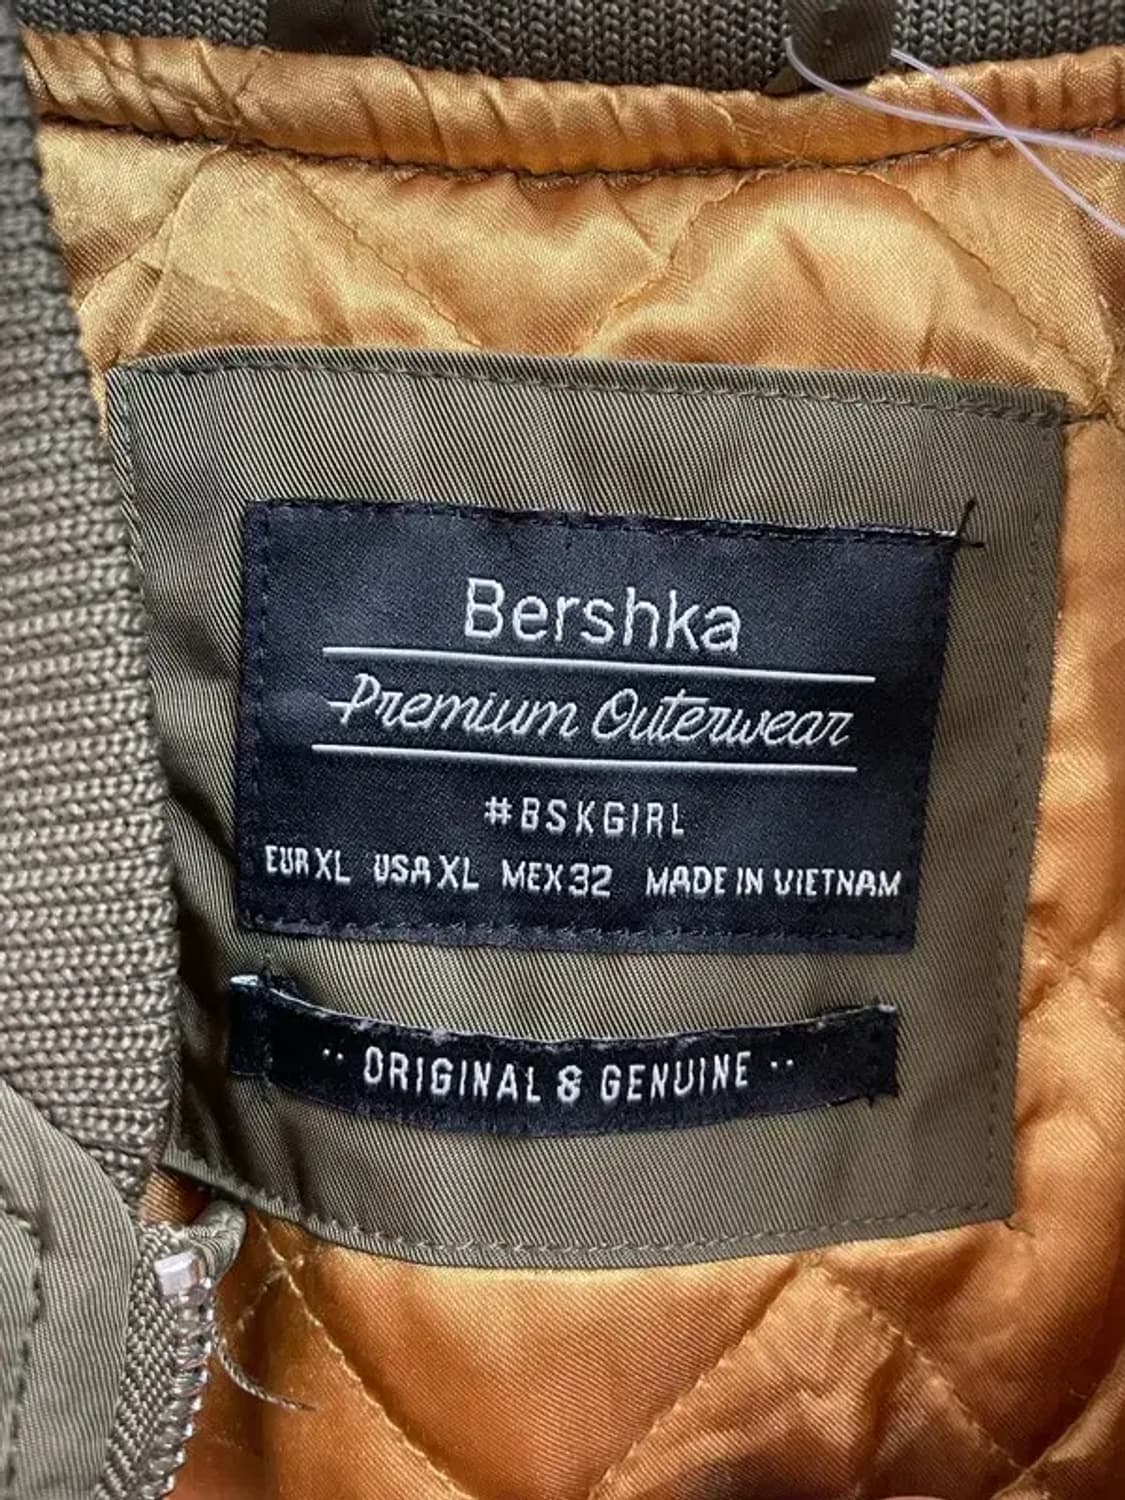 Bershka
Premium Outerwear
#BSKGIRL
EUR XL USA XL MEX 32 MADE IN VIETNAM
·· ORIGINAL & GENUINE ··